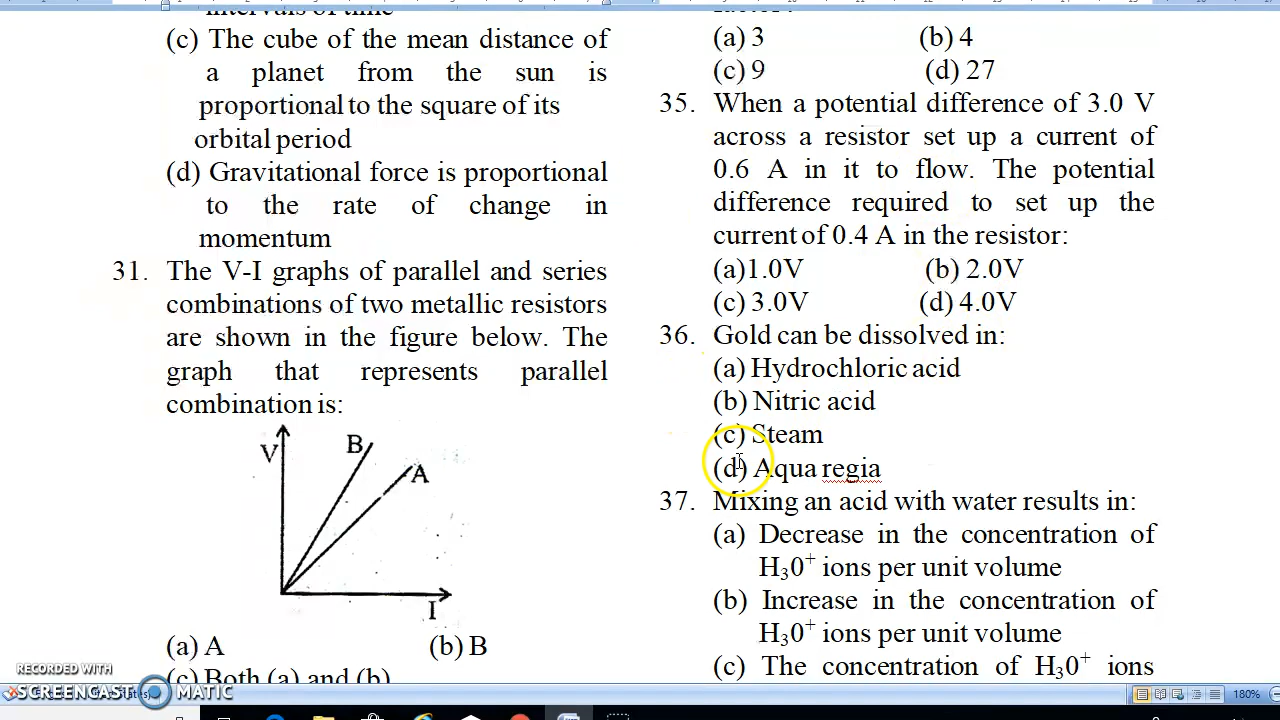 intervals of time
(c) The cube of the mean distance of
a planet from the sun is
proportional to the square of its
orbital period
(d) Gravitational force is proportional
to the rate of change in
momentum
31. The V-I graphs of parallel and series
combinations of two metallic resistors
are shown in the figure below. The
graph that represents parallel
combination is:
V
B
A
I
(a) A (b) B
(c) Both (a) and (b)
(a) 3 (b) 4
(c) 9 (d) 27
35. When a potential difference of 3.0 V
across a resistor set up a current of
0.6 A in it to flow. The potential
difference required to set up the
current of 0.4 A in the resistor:
(a)1.0V (b) 2.0V
(c) 3.0V (d) 4.0V
36. Gold can be dissolved in:
(a) Hydrochloric acid
(b) Nitric acid
(c) Steam
(d) Aqua regia
37. Mixing an acid with water results in:
(a) Decrease in the concentration of
H₃0⁺ ions per unit volume
(b) Increase in the concentration of
H₃0⁺ ions per unit volume
(c) The concentration of H₃0⁺ ions
RECORDED WITH
SCREENCAST MATIC
180%